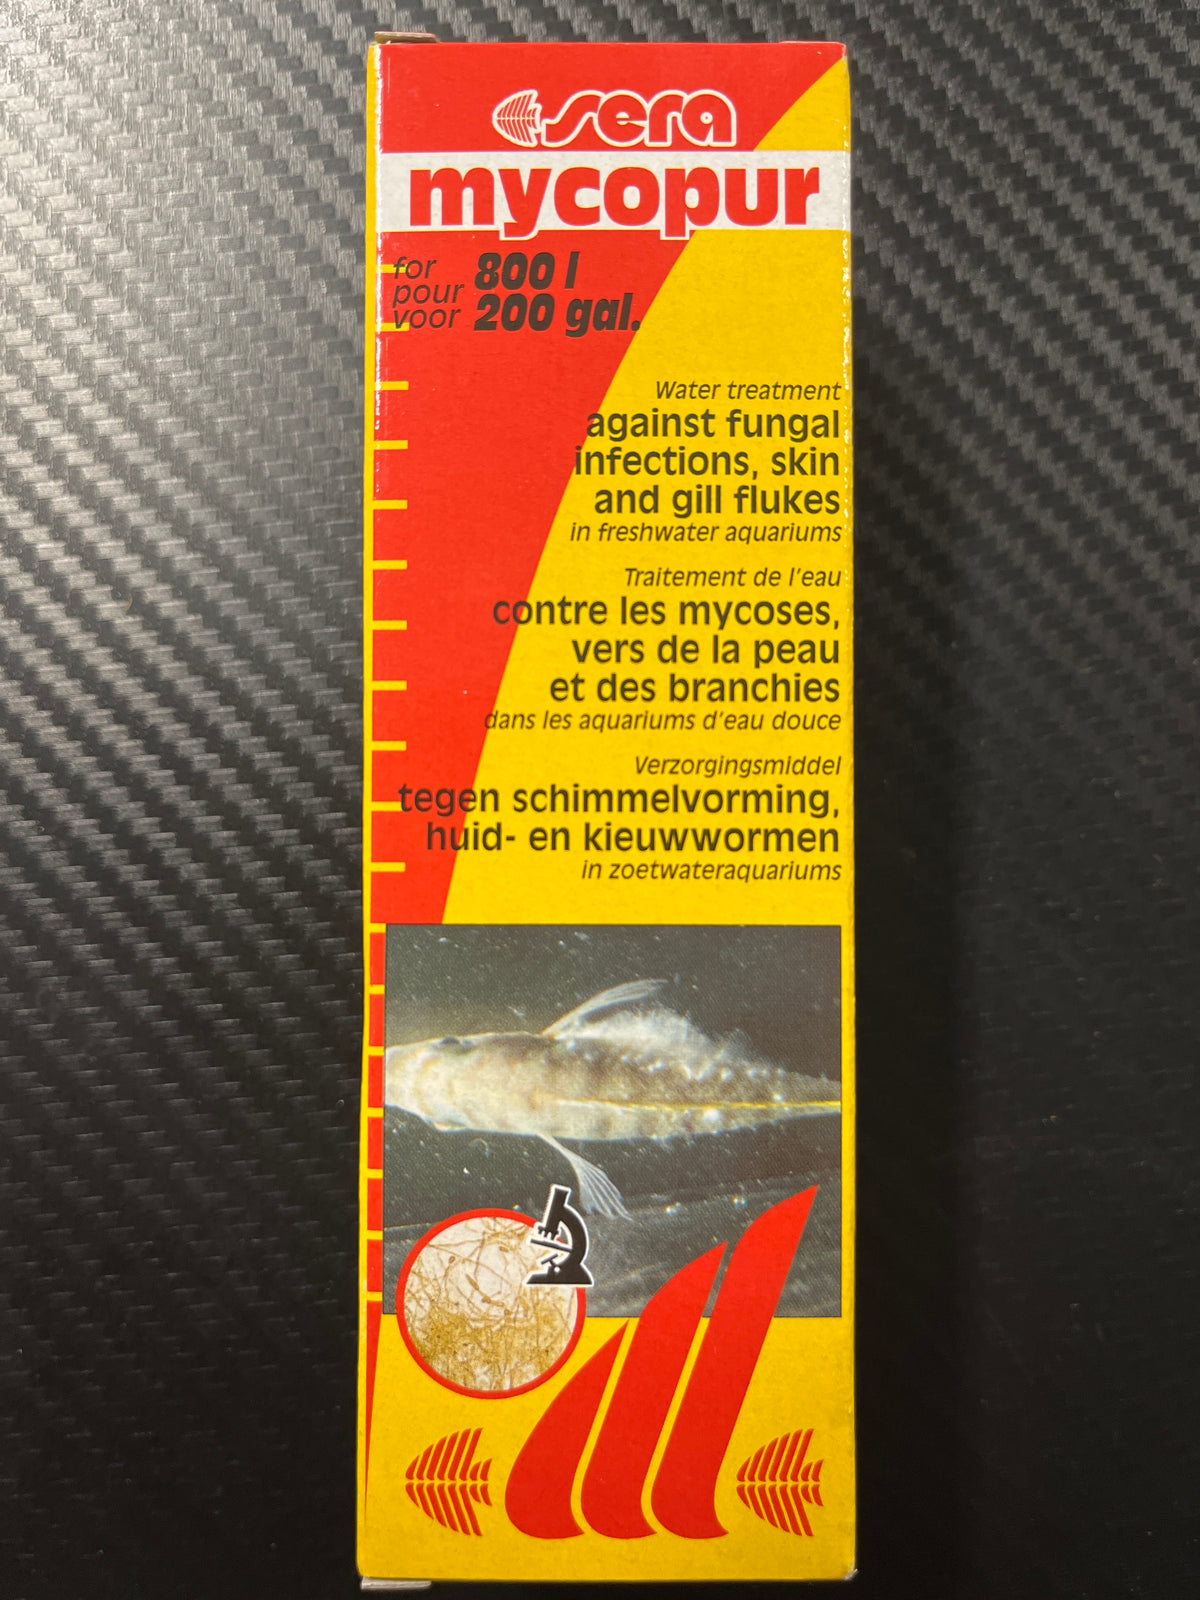 sera
mycopur
for
pour
voor
800 l
200 gal.
Water treatment
against fungal
infections, skin
and gill flukes
in freshwater aquariums
Traitement de l'eau
contre les mycoses,
vers de la peau
et des branchies
dans les aquariums d'eau douce
Verzorgingsmiddel
tegen schimmelvorming,
huid- en kieuwwormen
in zoetwateraquariums